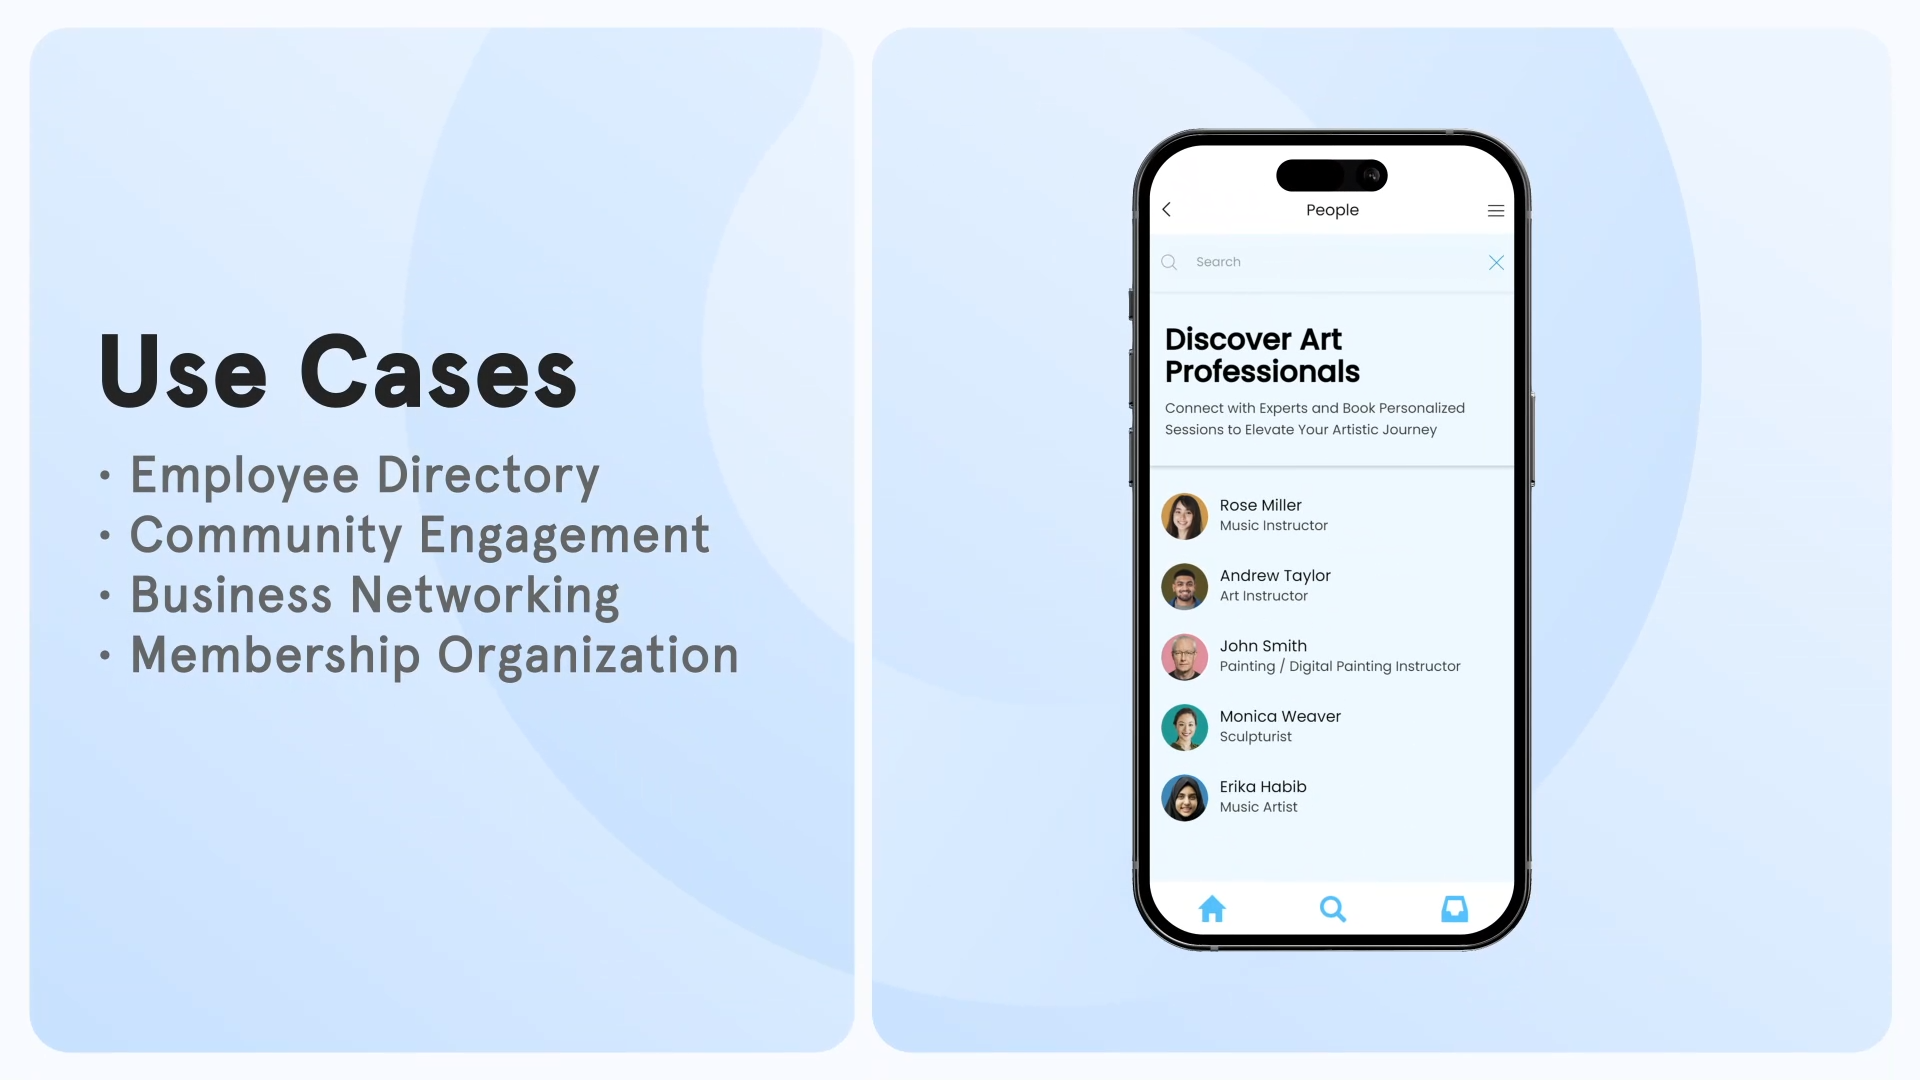 Use Cases
• Employee Directory
• Community Engagement
• Business Networking
• Membership Organization
People
Search
Discover Art
Professionals
Connect with Experts and Book Personalized
Sessions to Elevate Your Artistic Journey
Rose Miller
Music Instructor
Andrew Taylor
Art Instructor
John Smith
Painting / Digital Painting Instructor
Monica Weaver
Sculpturist
Erika Habib
Music Artist